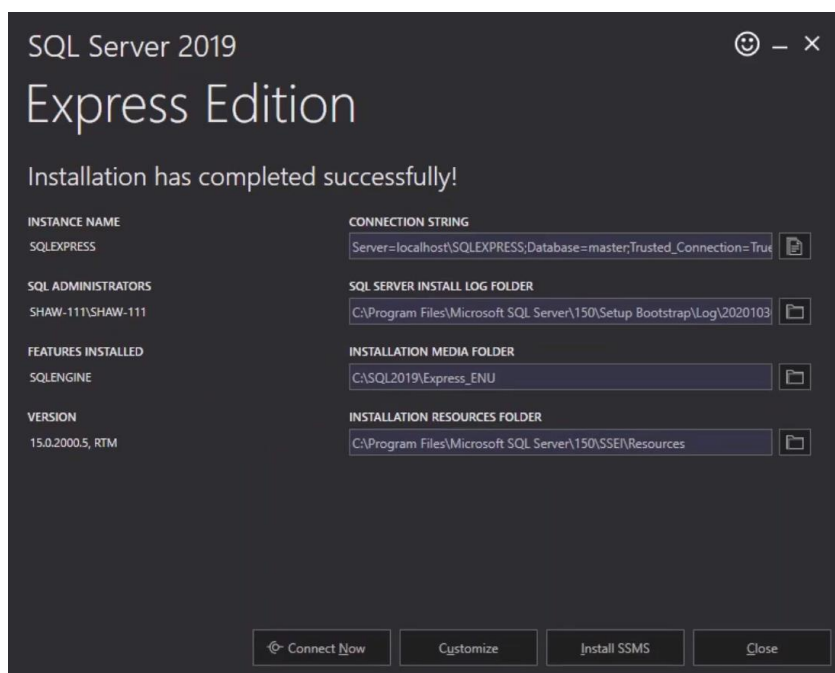 SQL Server 2019
Express Edition
Installation has completed successfully!
INSTANCE NAME
SQLEXPRESS
CONNECTION STRING
Server=localhost\SQLEXPRESS;Database=master;Trusted_Connection=True
SQL ADMINISTRATORS
SHAW-111\SHAW-111
SQL SERVER INSTALL LOG FOLDER
C:\Program Files\Microsoft SQL Server\150\Setup Bootstrap\Log\2020103
FEATURES INSTALLED
SQLENGINE
INSTALLATION MEDIA FOLDER
C:\SQL2019\Express_ENU
VERSION
15.0.2000.5, RTM
INSTALLATION RESOURCES FOLDER
C:\Program Files\Microsoft SQL Server\150\SSEI\Resources
Connect Now
Customize
Install SSMS
Close